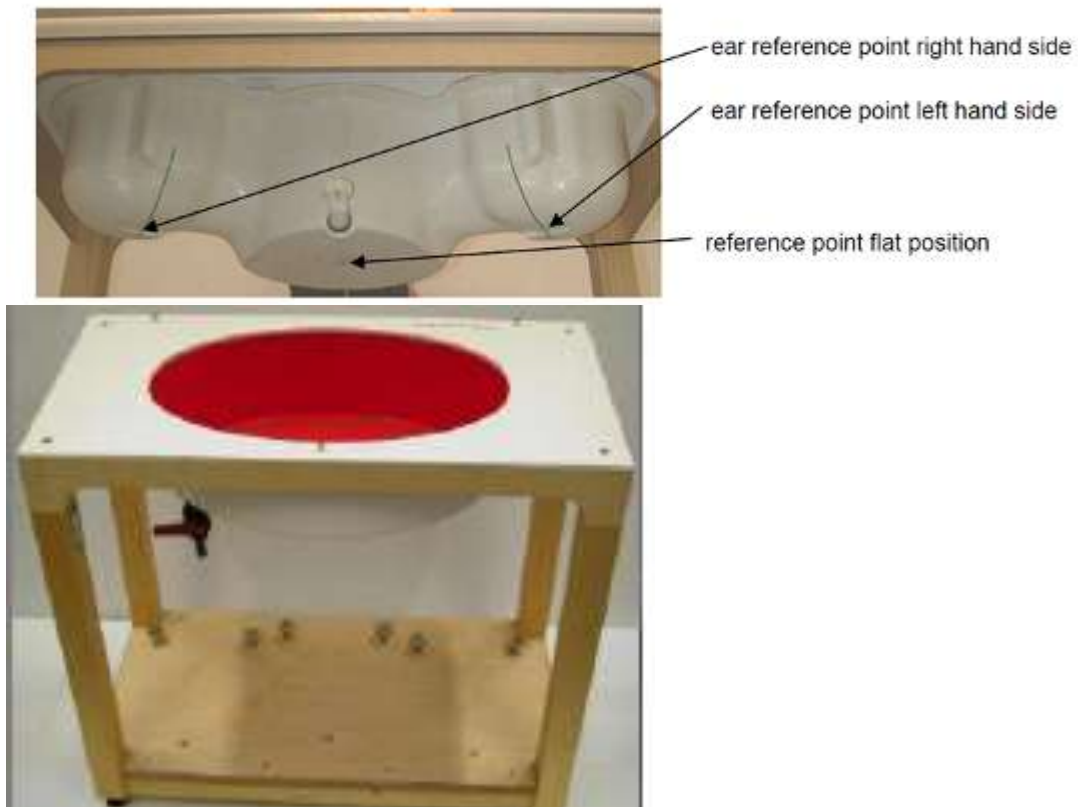 ear reference point right hand side
ear reference point left hand side
reference point flat position